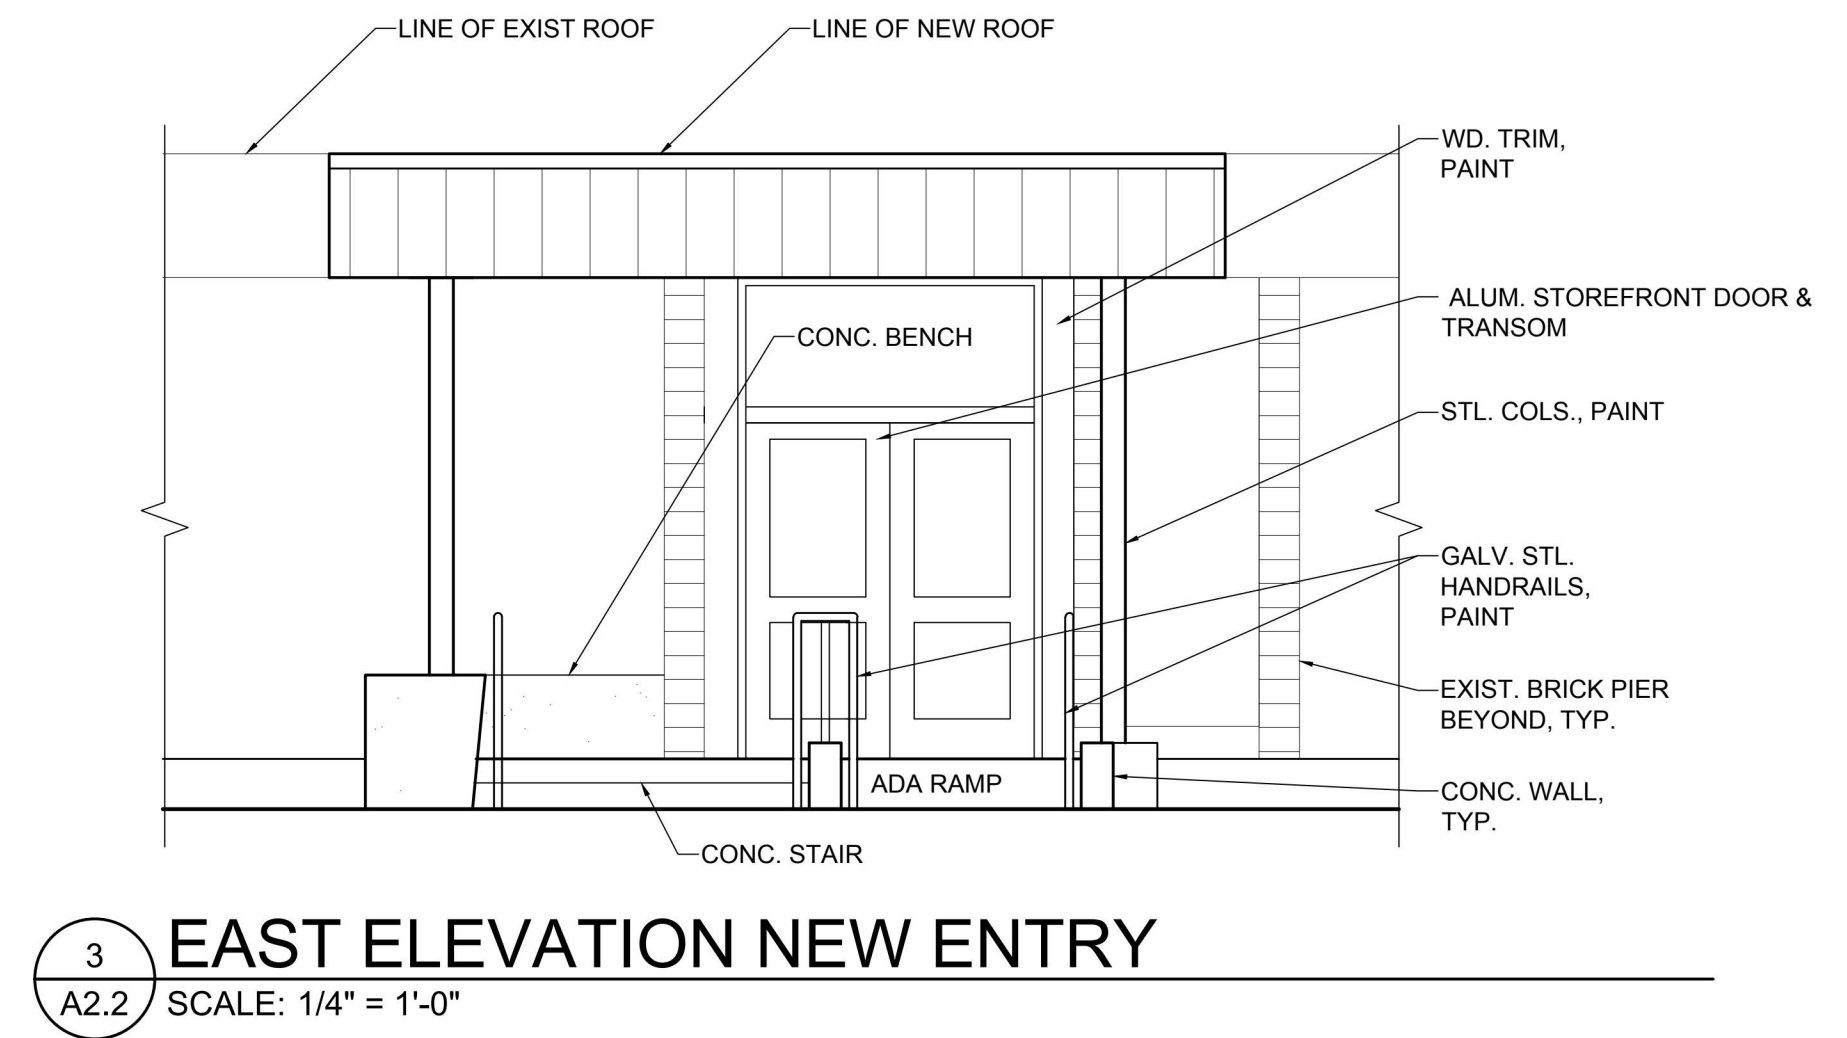 LINE OF EXIST ROOF
LINE OF NEW ROOF
WD. TRIM,
PAINT
ALUM. STOREFRONT DOOR &
TRANSOM
CONC. BENCH
STL. COLS., PAINT
GALV. STL.
HANDRAILS,
PAINT
EXIST. BRICK PIER
BEYOND, TYP.
ADA RAMP
CONC. WALL,
TYP.
CONC. STAIR
3
EAST ELEVATION NEW ENTRY
A2.2
SCALE: 1/4" = 1'-0"